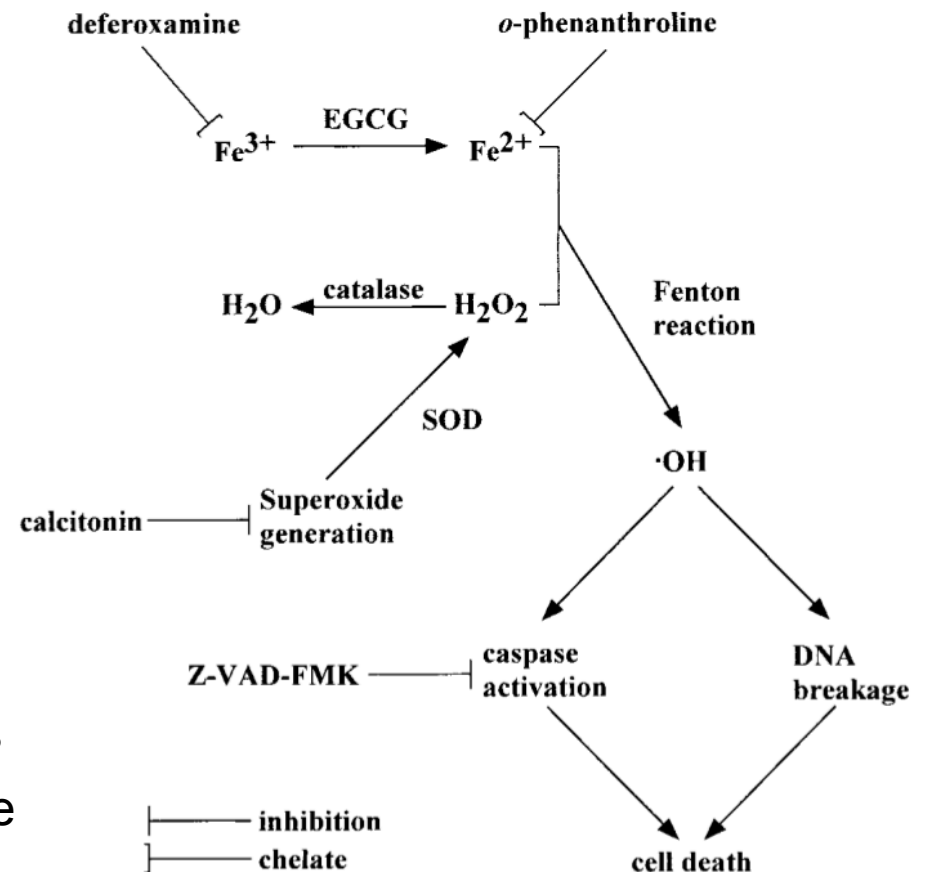 deferoxamine
o-phenanthroline
EGCG
Fe3+
Fe2+
catalase
H2O
H2O2
Fenton
reaction
SOD
·OH
Superoxide
generation
calcitonin
caspase
activation
Z-VAD-FMK
DNA
breakage
e
inhibition
chelate
cell death